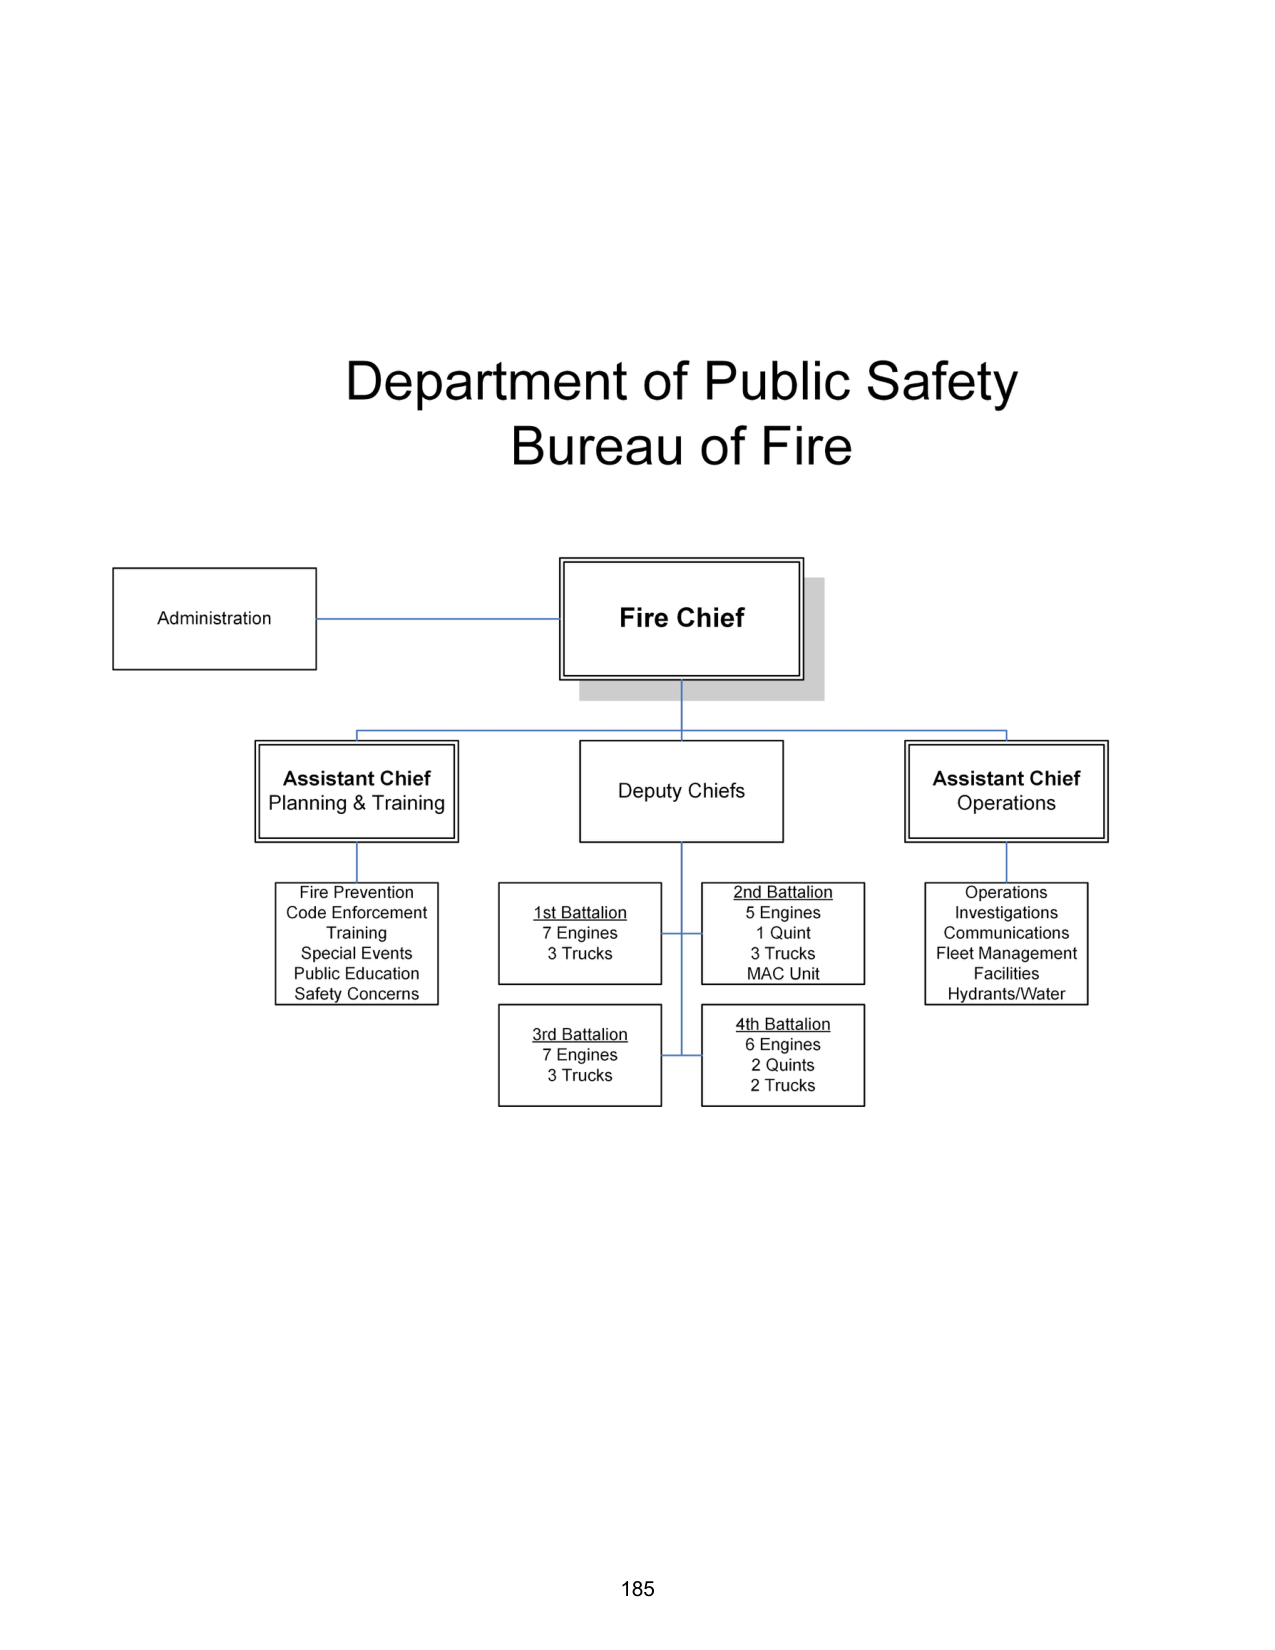 Department of Public Safety
Bureau of Fire
Administration
Fire Chief
Assistant Chief
Planning & Training
Deputy Chiefs
Assistant Chief
Operations
Fire Prevention
Code Enforcement
Training
Special Events
Public Education
Safety Concerns
1st Battalion
7 Engines
3 Trucks
2nd Battalion
5 Engines
1 Quint
3 Trucks
MAC Unit
3rd Battalion
7 Engines
3 Trucks
4th Battalion
6 Engines
2 Quints
2 Trucks
Operations
Investigations
Communications
Fleet Management
Facilities
Hydrants/Water
185